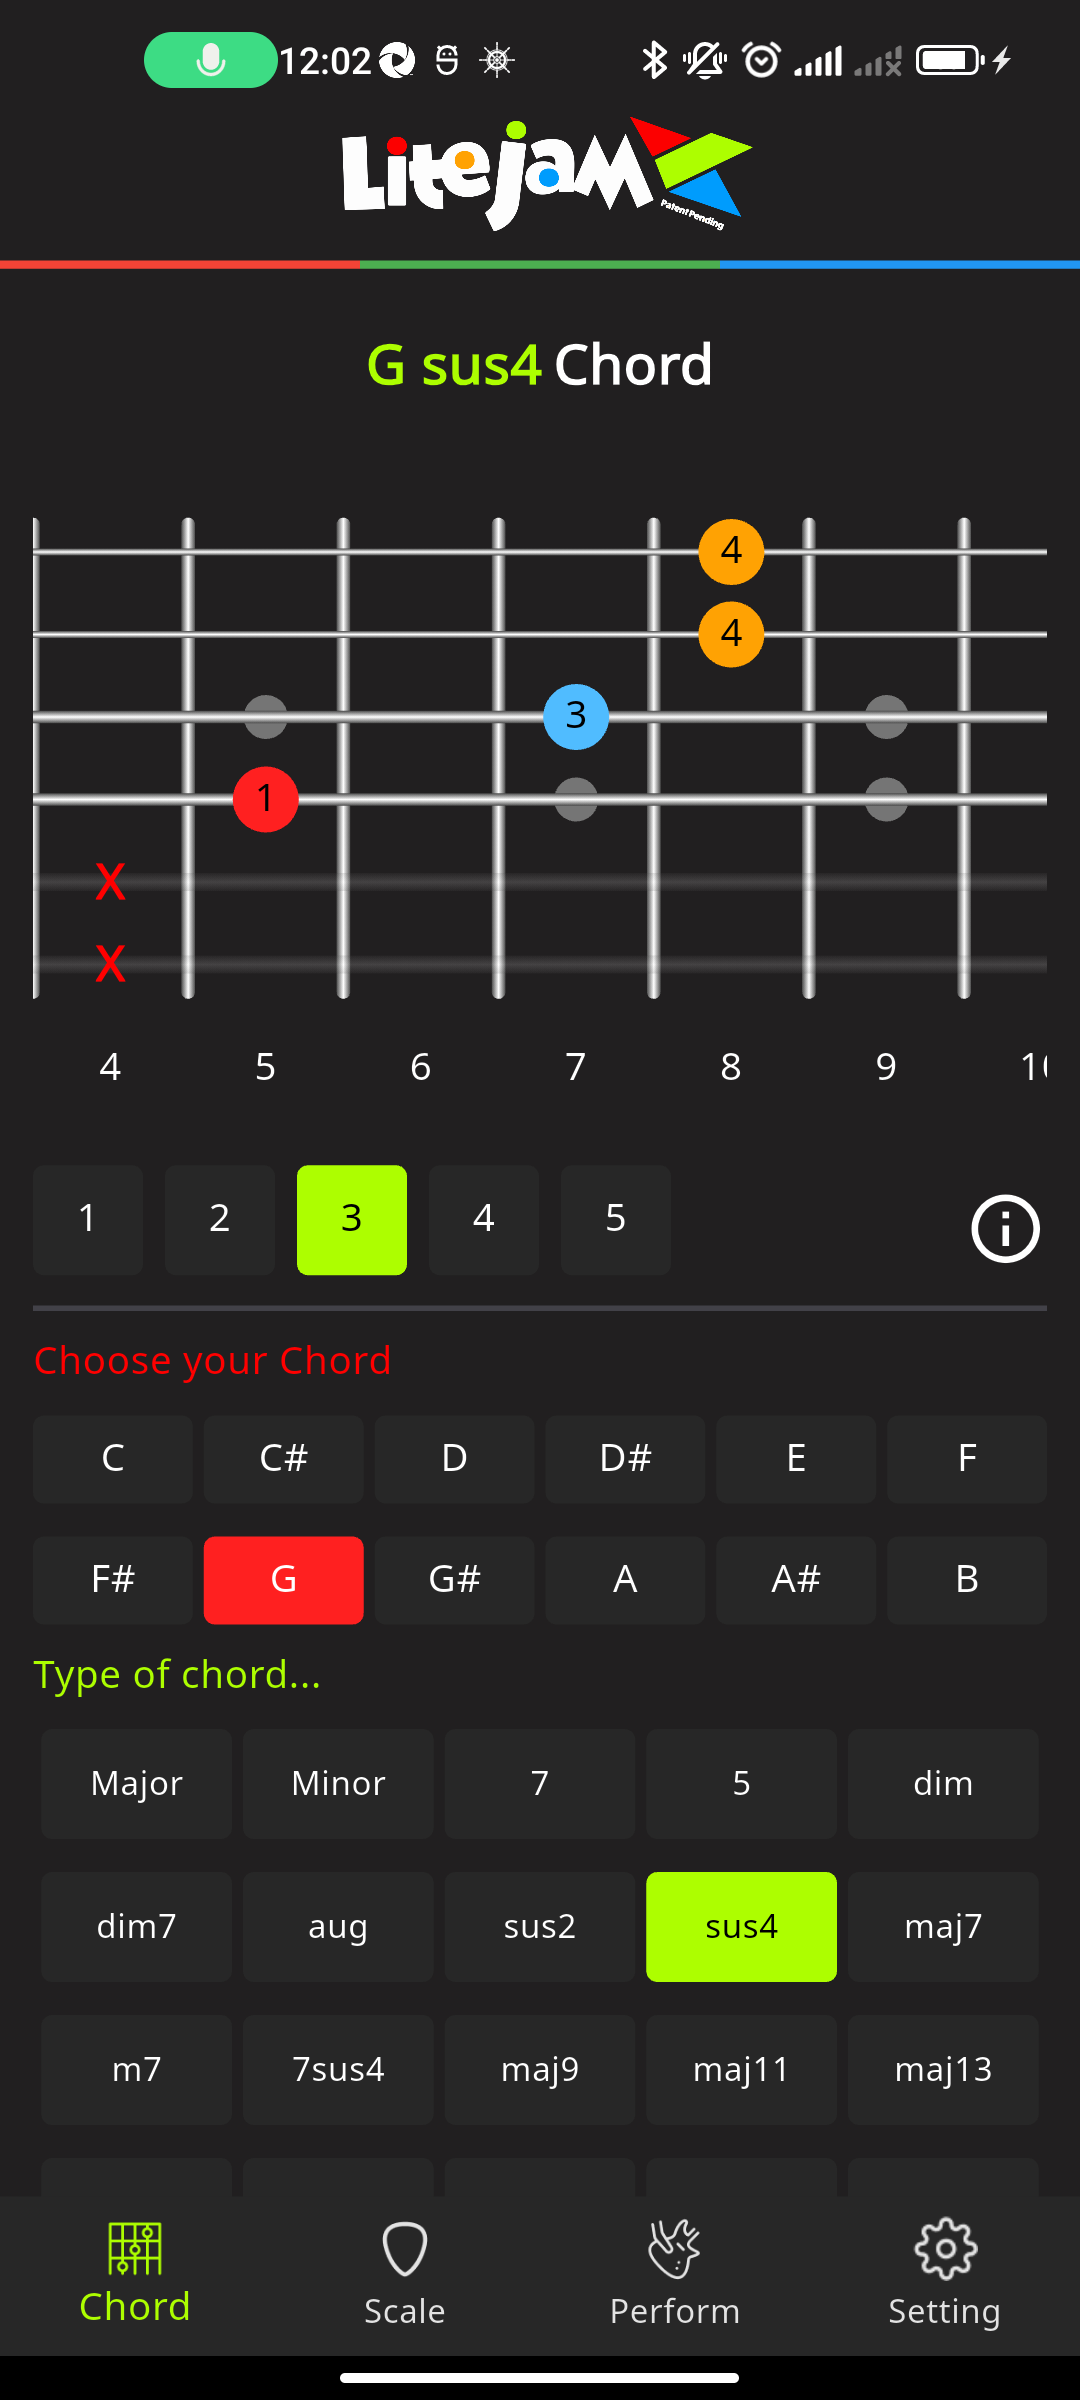 12:02
Litejam
Patent Pending
G sus4 Chord
4
4
3
1
X
X
4 5 6 7 8 9 10
1 2 3 4 5
Choose your Chord
C C# D D# E F
F# G G# A A# B
Type of chord...
Major Minor 7 5 dim
dim7 aug sus2 sus4 maj7
m7 7sus4 maj9 maj11 maj13
Chord Scale Perform Setting